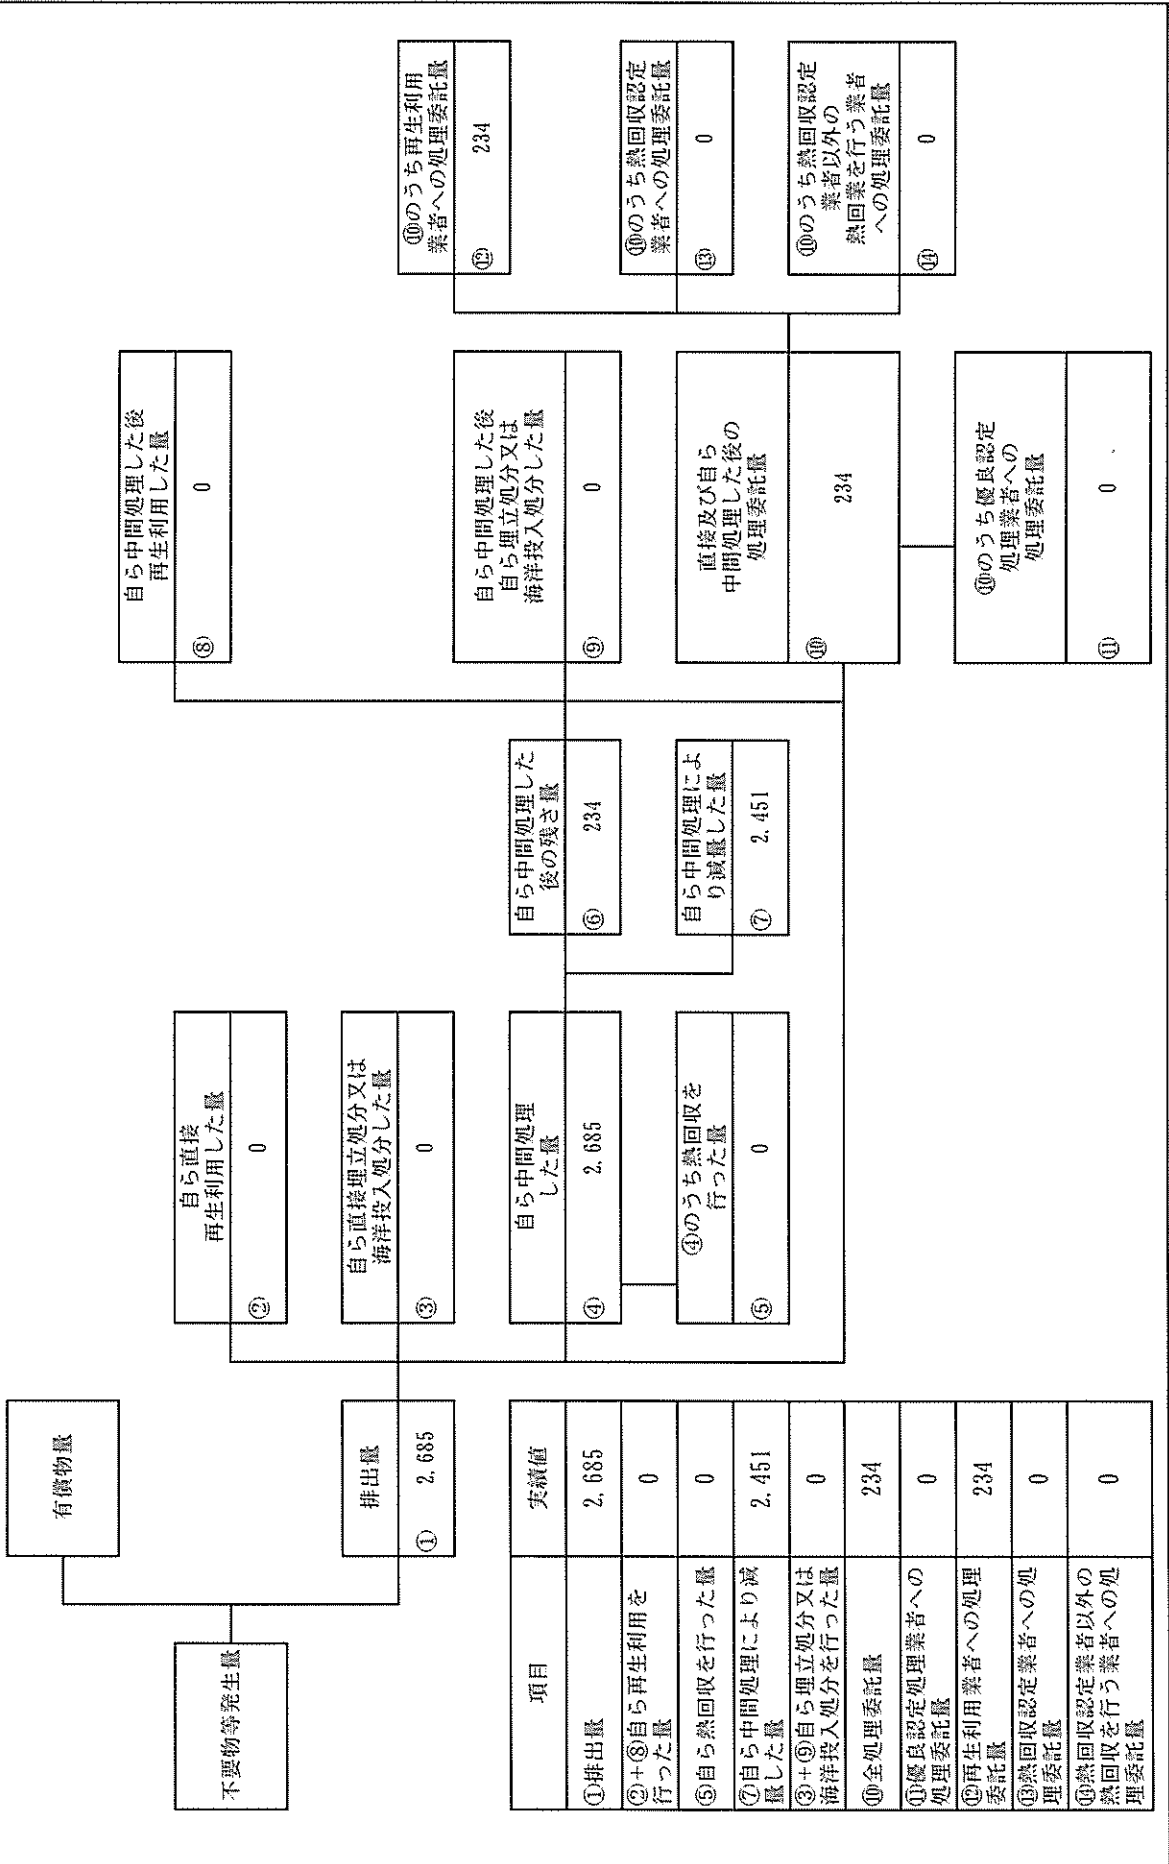 不要物等発生量
有償物量
排出量
① 2,685
自ら直接
再生利用した量
② 0
自ら直接埋立処分又は
海洋投入処分した量
③ 0
自ら中間処理
した量
④ 2,685
④のうち熱回収を
行った量
⑤ 0
自ら中間処理した
後の残さ量
⑥ 234
自ら中間処理によ
り減量した量
⑦ 2,451
自ら中間処理した後
再生利用した量
⑧ 0
自ら中間処理した後
自ら埋立処分又は
海洋投入処分した量
⑨ 0
直接及び自ら
中間処理した後の
処理委託量
⑩ 234
⑩のうち優良認定
処理業者への
処理委託量
⑪ 0
⑩のうち再生利用
業者への処理委託量
⑫ 234
⑩のうち熱回収認定
業者への処理委託量
⑬ 0
⑩のうち熱回収認定
業者以外の
熱回業を行う業者
への処理委託量
⑭ 0
項目 実績値
①排出量 2,685
②+⑧自ら再生利用を
行った量 0
⑤自ら熱回収を行った量 0
⑦自ら中間処理により減
量した量 2,451
③+⑨自ら埋立処分又は
海洋投入処分を行った量 0
⑩全処理委託量 234
⑪優良認定処理業者への
処理委託量 0
⑫再生利用業者への処理
委託量 234
⑬熱回収認定業者への処
理委託量 0
⑭熱回収認定業者以外の
熱回収を行う業者への処
理委託量 0